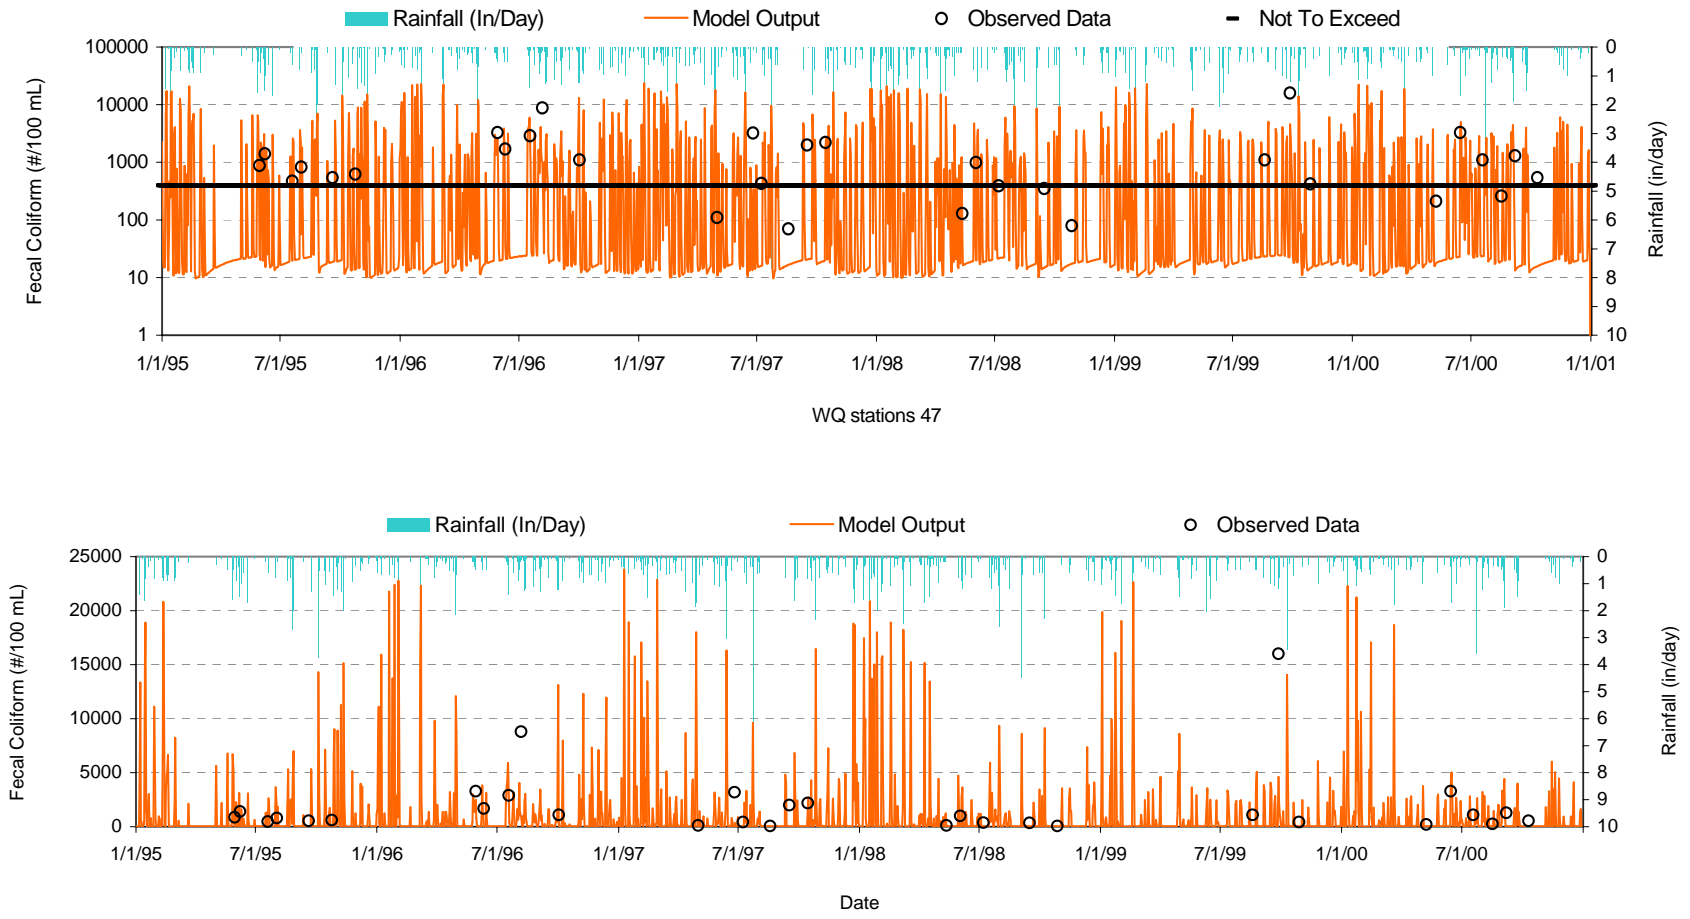 Rainfall (In/Day) Model Output Observed Data Not To Exceed
100000 0
1
10000 2
3
1000 4
5
100 6
7
10 8
9
1 10
Fecal Coliform (#/100 mL)
Rainfall (in/day)
1/1/95 7/1/95 1/1/96 7/1/96 1/1/97 7/1/97 1/1/98 7/1/98 1/1/99 7/1/99 1/1/00 7/1/00 1/1/01
WQ stations 47
Rainfall (In/Day) Model Output Observed Data
25000 0
1
20000 2
3
15000 4
5
10000 6
7
5000 8
9
0 10
Fecal Coliform (#/100 mL)
Rainfall (in/day)
1/1/95 7/1/95 1/1/96 7/1/96 1/1/97 7/1/97 1/1/98 7/1/98 1/1/99 7/1/99 1/1/00 7/1/00
Date